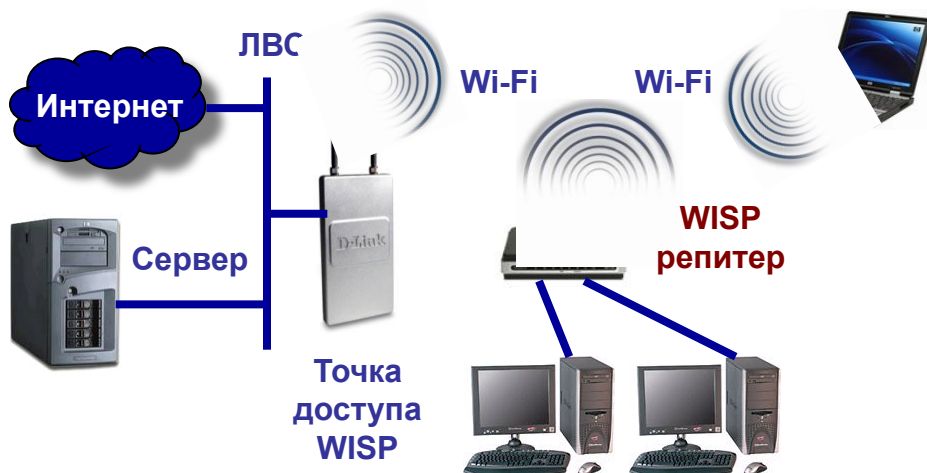 ЛВС
Интернет
Wi-Fi
Wi-Fi
D-Link
WISP
репитер
Сервер
Точка
доступа
WISP